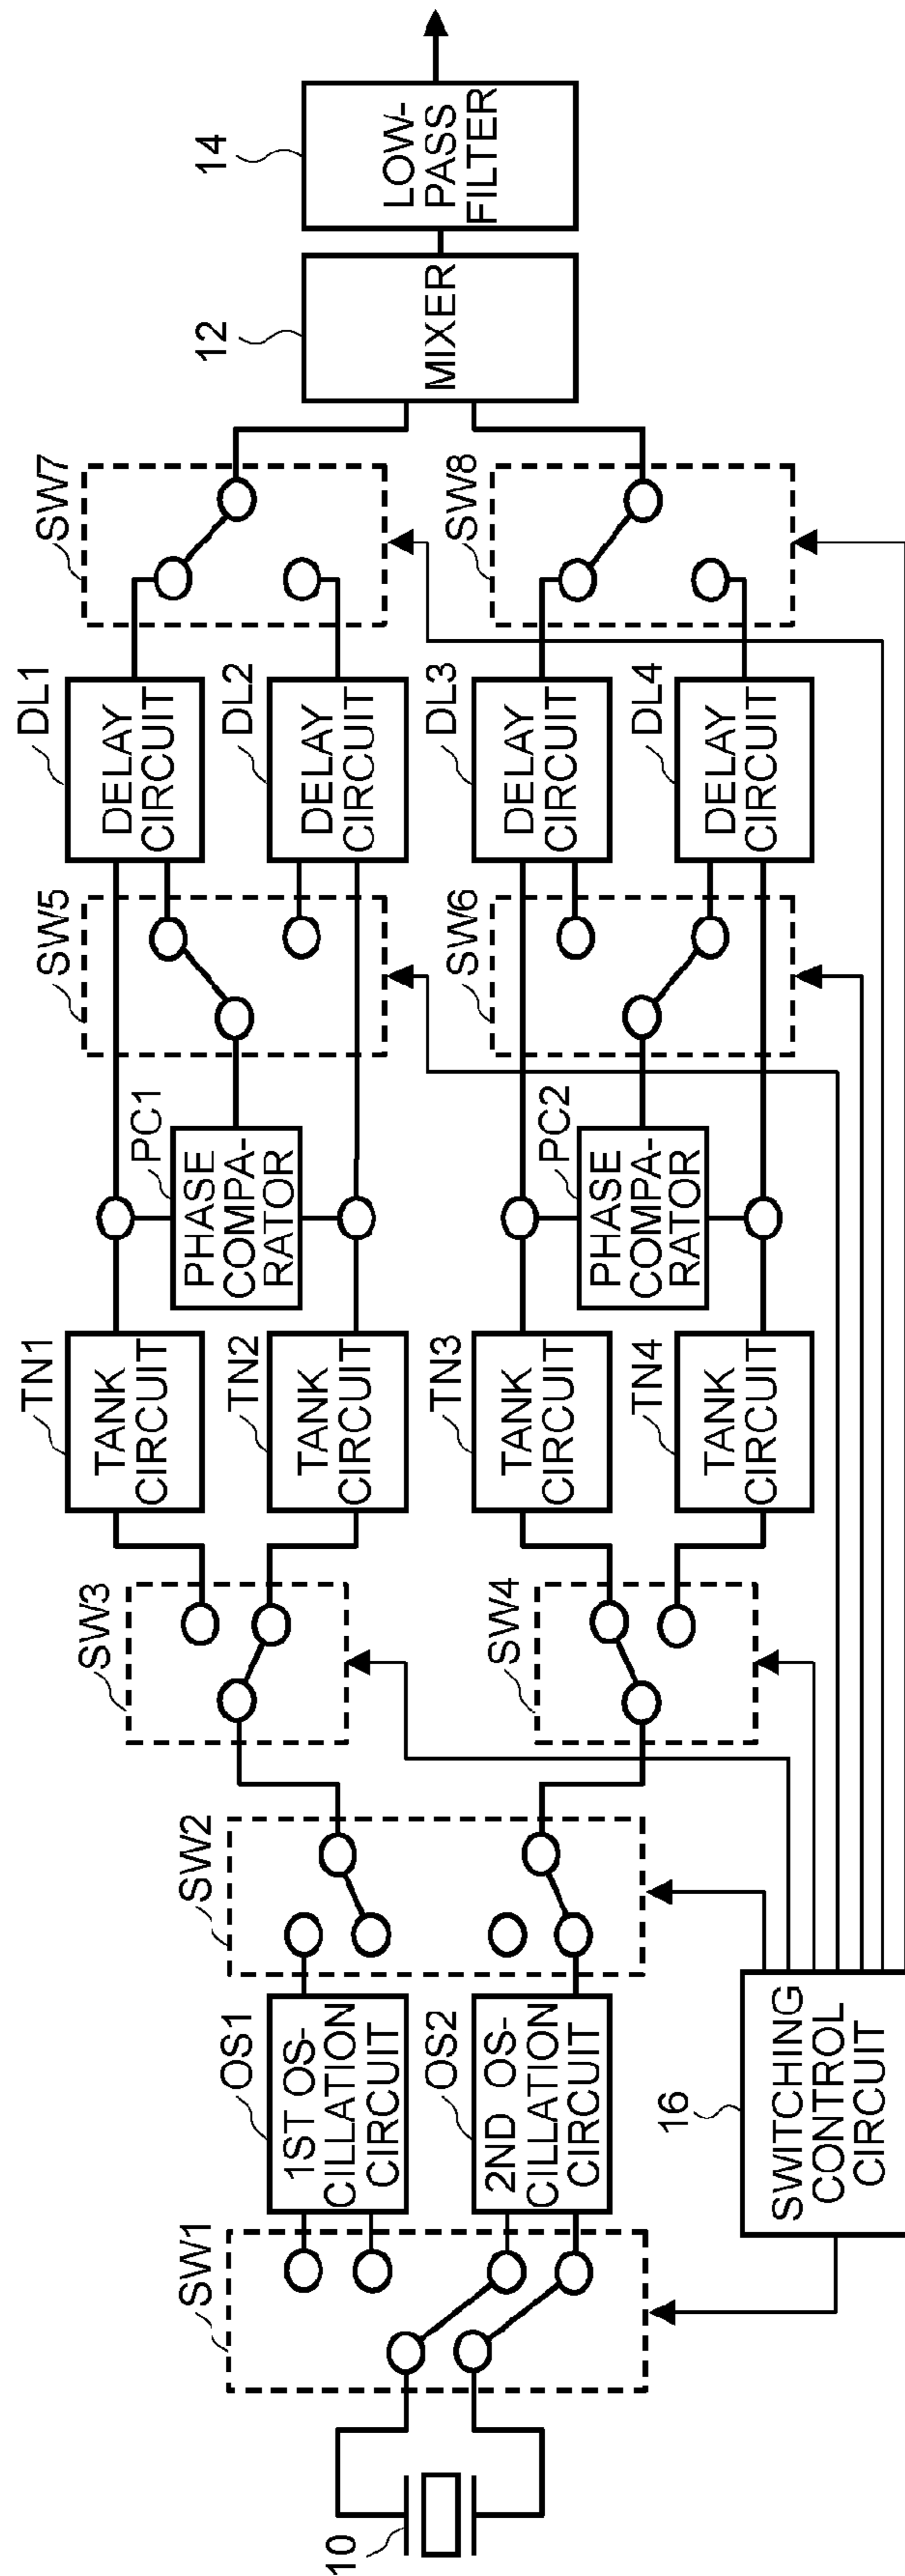 10
SW1
OS1
1ST OS-
CILLATION
CIRCUIT
OS2
2ND OS-
CILLATION
CIRCUIT
SW2
SW3
SW4
TN1
TANK
CIRCUIT
TN2
TANK
CIRCUIT
TN3
TANK
CIRCUIT
TN4
TANK
CIRCUIT
PC1
PHASE
COMPA-
RATOR
PC2
PHASE
COMPA-
RATOR
SW5
SW6
DL1
DELAY
CIRCUIT
DL2
DELAY
CIRCUIT
DL3
DELAY
CIRCUIT
DL4
DELAY
CIRCUIT
SW7
SW8
12
MIXER
14
LOW-
PASS
FILTER
16
SWITCHING
CONTROL
CIRCUIT